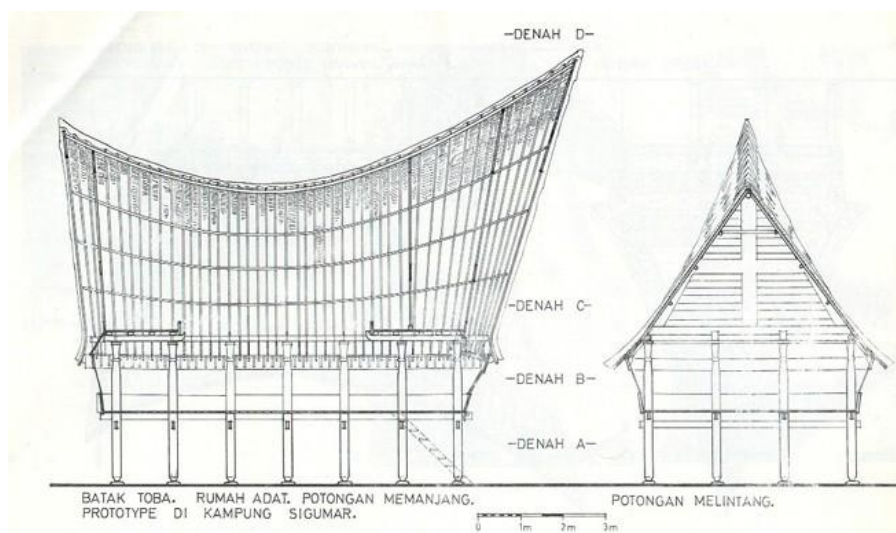 -DENAH D-
-DENAH C-
-DENAH B-
-DENAH A-
BATAK TOBA. RUMAH ADAT. POTONGAN MEMANJANG.
PROTOTYPE DI KAMPUNG SIGUMAR.
POTONGAN MELINTANG.
0 1m 2m 3m